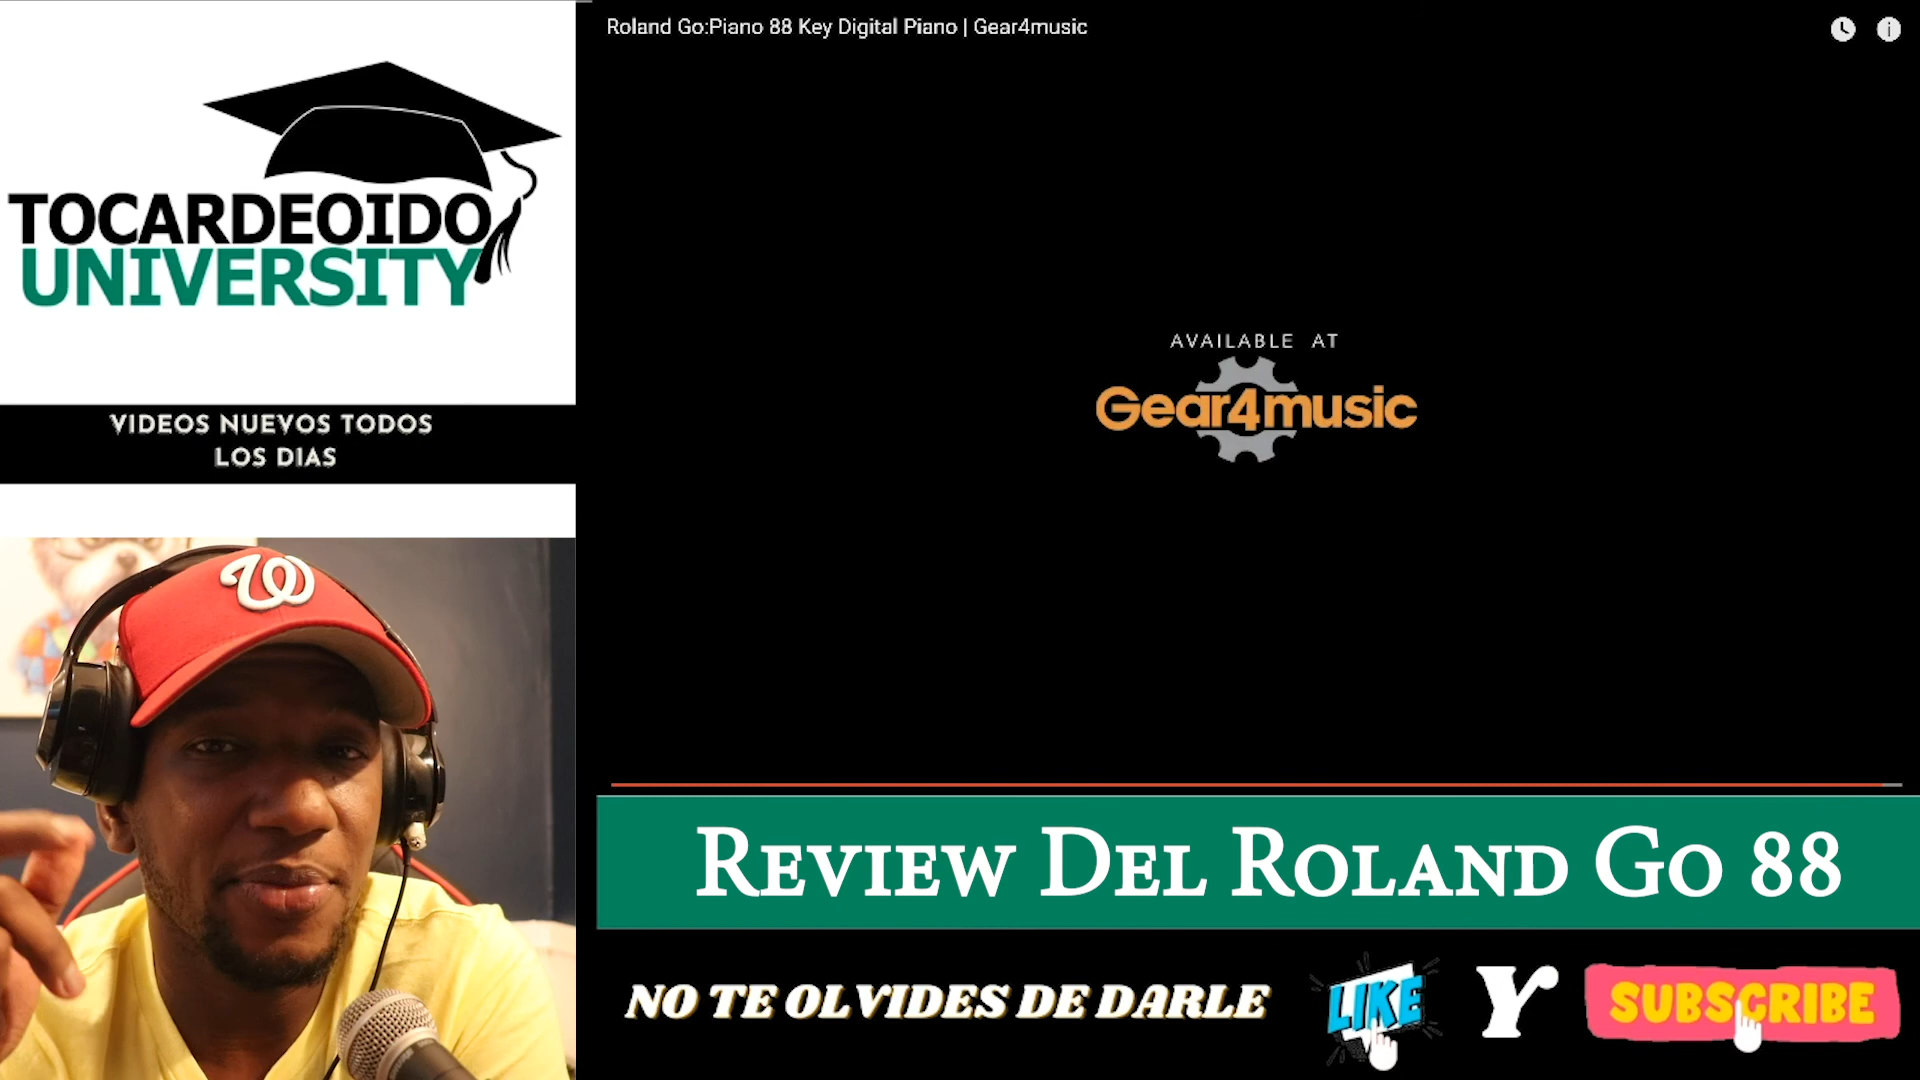 Roland Go:Piano 88 Key Digital Piano | Gear4music
TOCARDEOIDO
UNIVERSITY
AVAILABLE AT
Gear4music
VIDEOS NUEVOS TODOS
LOS DIAS
W
REVIEW DEL ROLAND GO 88
NO TE OLVIDES DE DARLE LIKE Y SUBSCRIBE